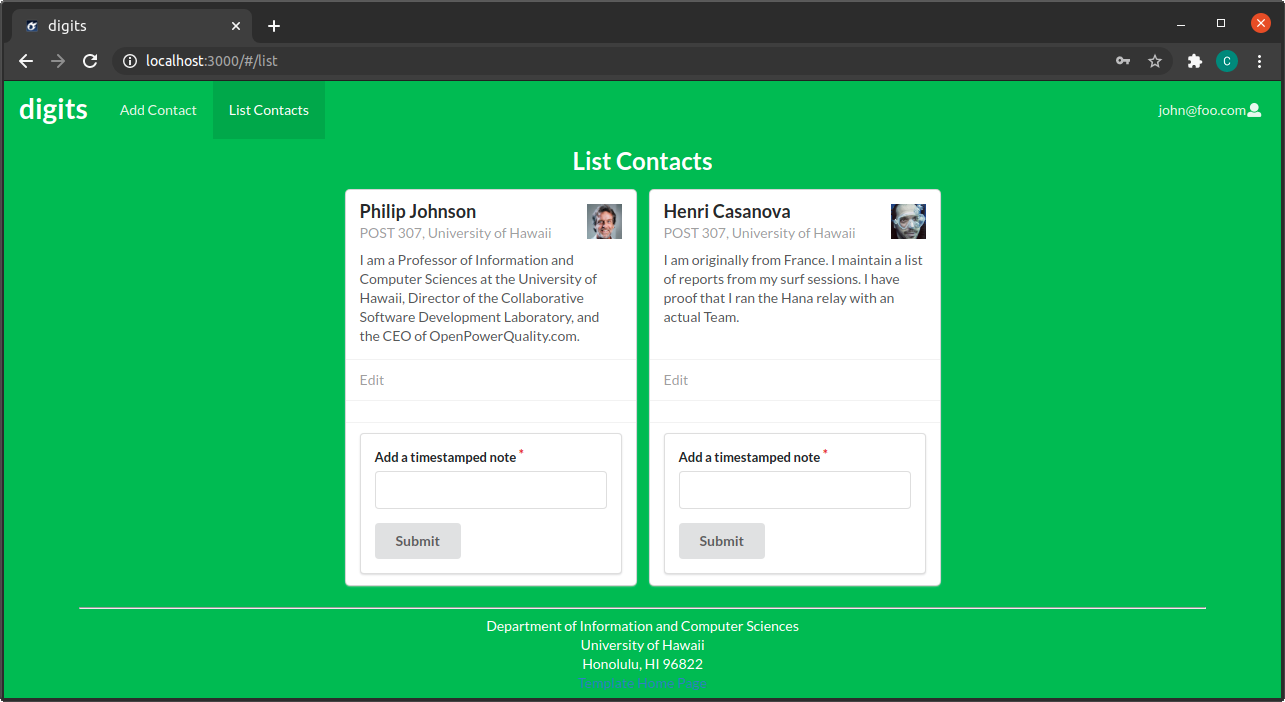 digits
localhost:3000/#/list
C
digits
Add Contact
List Contacts
john@foo.com
List Contacts
Philip Johnson
POST 307, University of Hawaii
I am a Professor of Information and
Computer Sciences at the University of
Hawaii, Director of the Collaborative
Software Development Laboratory, and
the CEO of OpenPowerQuality.com.
Edit
Add a timestamped note *
Submit
Henri Casanova
POST 307, University of Hawaii
I am originally from France. I maintain a list
of reports from my surf sessions. I have
proof that I ran the Hana relay with an
actual Team.
Edit
Add a timestamped note *
Submit
Department of Information and Computer Sciences
University of Hawaii
Honolulu, HI 96822
Template Home Page